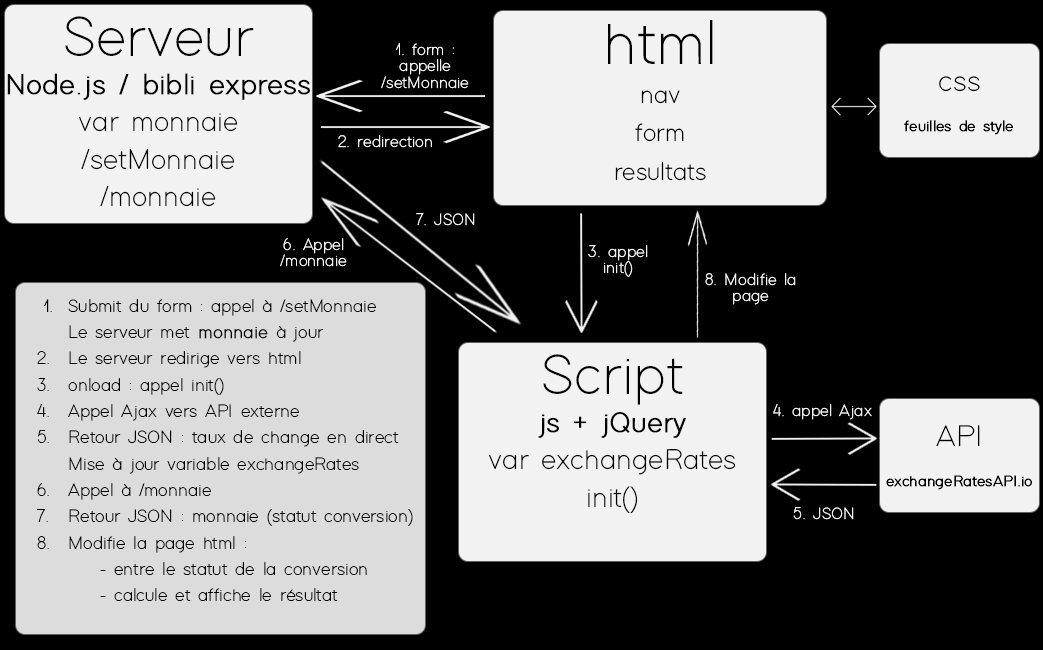 Serveur
Node.js / bibli express
var monnaie
/setMonnaie
/monnaie
1. form :
appelle
/setMonnaie
2. redirection
html
nav
form
resultats
css
feuilles de style
7. JSON
6. Appel
/monnaie
3. appel
init()
8. Modifie la
page
1. Submit du form : appel à /setMonnaie
Le serveur met monnaie à jour
2. Le serveur redirige vers html
3. onload : appel init()
4. Appel Ajax vers API externe
5. Retour JSON : taux de change en direct
Mise à jour variable exchangeRates
6. Appel à /monnaie
7. Retour JSON : monnaie (statut conversion)
8. Modifie la page html :
- entre le statut de la conversion
- calcule et affiche le résultat
Script
js + jQuery
var exchangeRates
init()
4. appel Ajax
5. JSON
API
exchangeRatesAPI.io